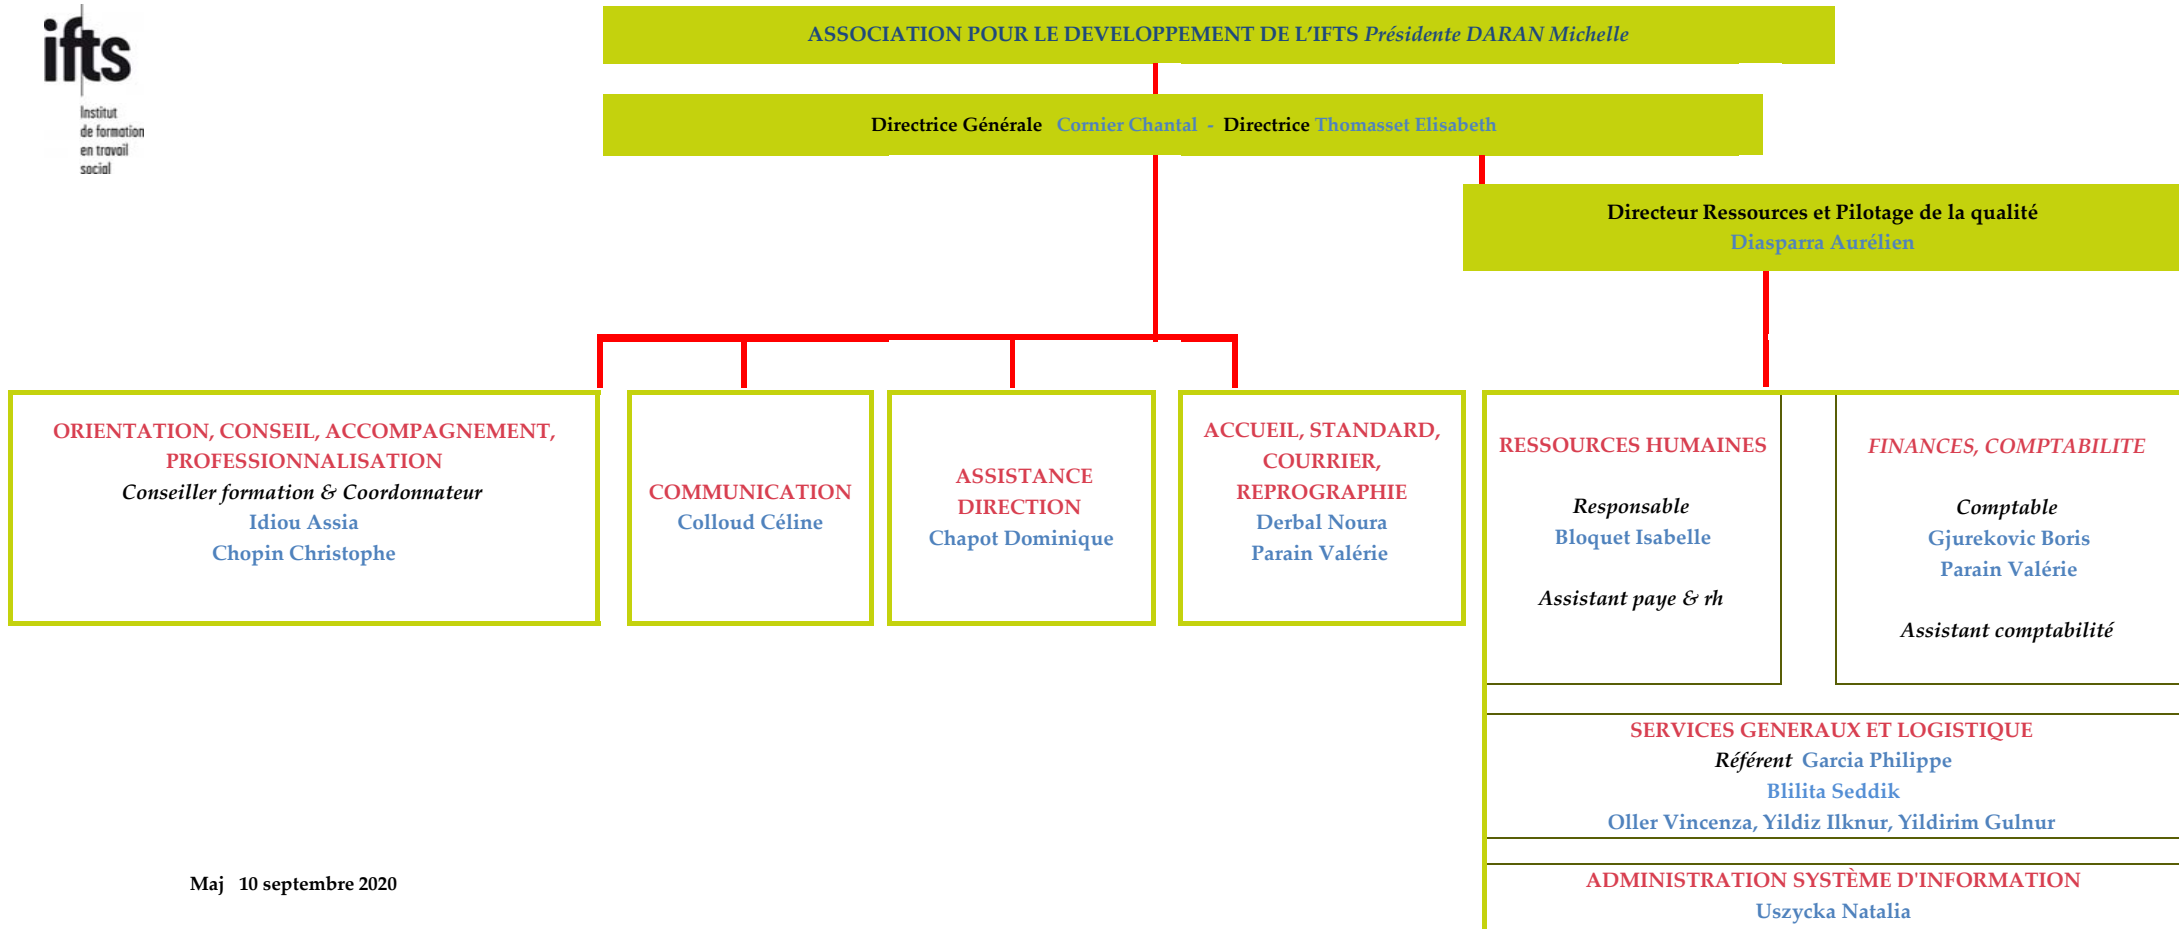 ifts
Institut
de formation
en travail
social
ASSOCIATION POUR LE DEVELOPPEMENT DE L’IFTS Présidente DARAN Michelle
Directrice Générale Cornier Chantal - Directrice Thomasset Elisabeth
Directeur Ressources et Pilotage de la qualité
Diasparra Aurélien
ORIENTATION, CONSEIL, ACCOMPAGNEMENT,
PROFESSIONNALISATION
Conseiller formation & Coordonnateur
Idiou Assia
Chopin Christophe
COMMUNICATION
Colloud Céline
ASSISTANCE
DIRECTION
Chapot Dominique
ACCUEIL, STANDARD,
COURRIER,
REPROGRAPHIE
Derbal Noura
Parain Valérie
RESSOURCES HUMAINES
Responsable
Bloquet Isabelle
Assistant paye & rh
FINANCES, COMPTABILITE
Comptable
Gjurekovic Boris
Parain Valérie
Assistant comptabilité
SERVICES GENERAUX ET LOGISTIQUE
Référent Garcia Philippe
Blilita Seddik
Oller Vincenza, Yildiz Ilknur, Yildirim Gulnur
ADMINISTRATION SYSTÈME D'INFORMATION
Uszycka Natalia
Maj 10 septembre 2020